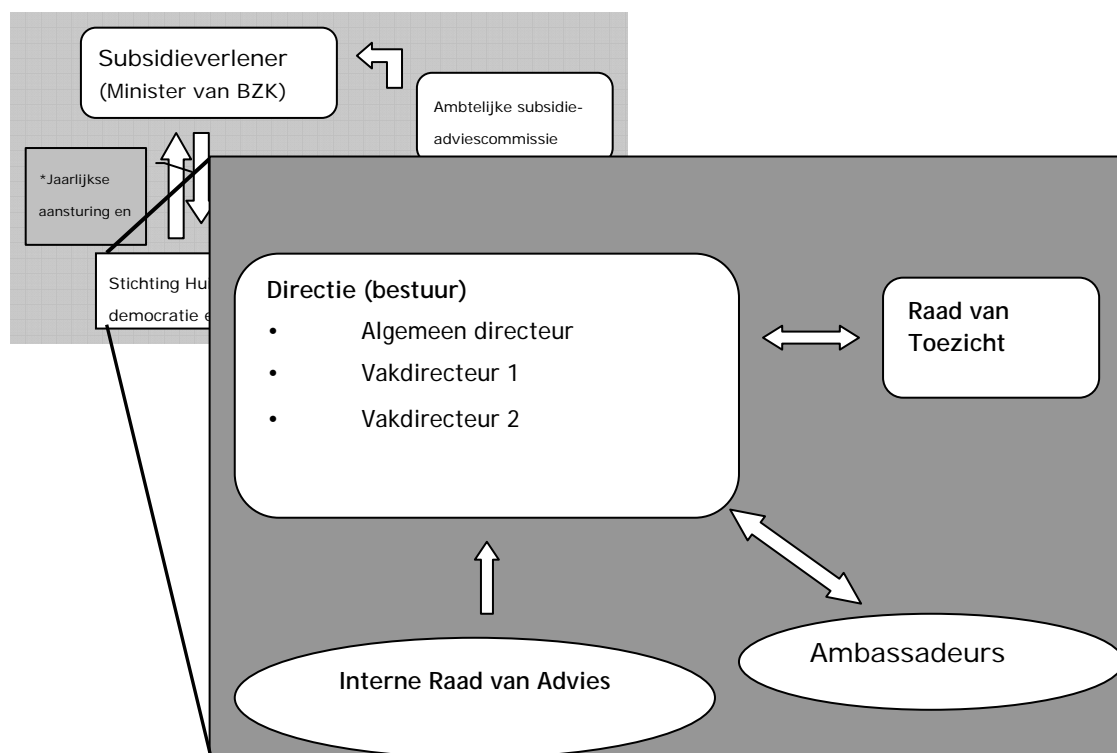 Subsidieverlener
(Minister van BZK)
Ambtelijke subsidie-
adviescommissie
*Jaarlijkse
aansturing en
Stichting Hui
democratie e
Directie (bestuur)
• Algemeen directeur
• Vakdirecteur 1
• Vakdirecteur 2
Raad van
Toezicht
Interne Raad van Advies
Ambassadeurs